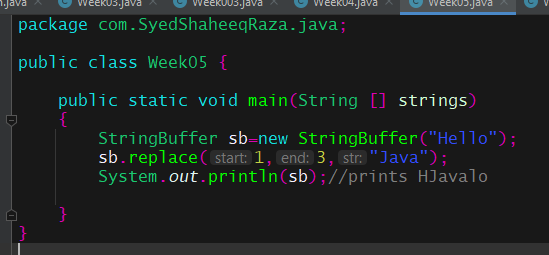 .java Week03.java Week003.java Week04.java Week05.java
package com.SyedShaheeqRaza.java;
public class Week05 {
public static void main(String [] strings)
{
StringBuffer sb=new StringBuffer("Hello");
sb.replace( start: 1, end: 3, str: "Java");
System.out.println(sb);//prints HJavalo
}
}